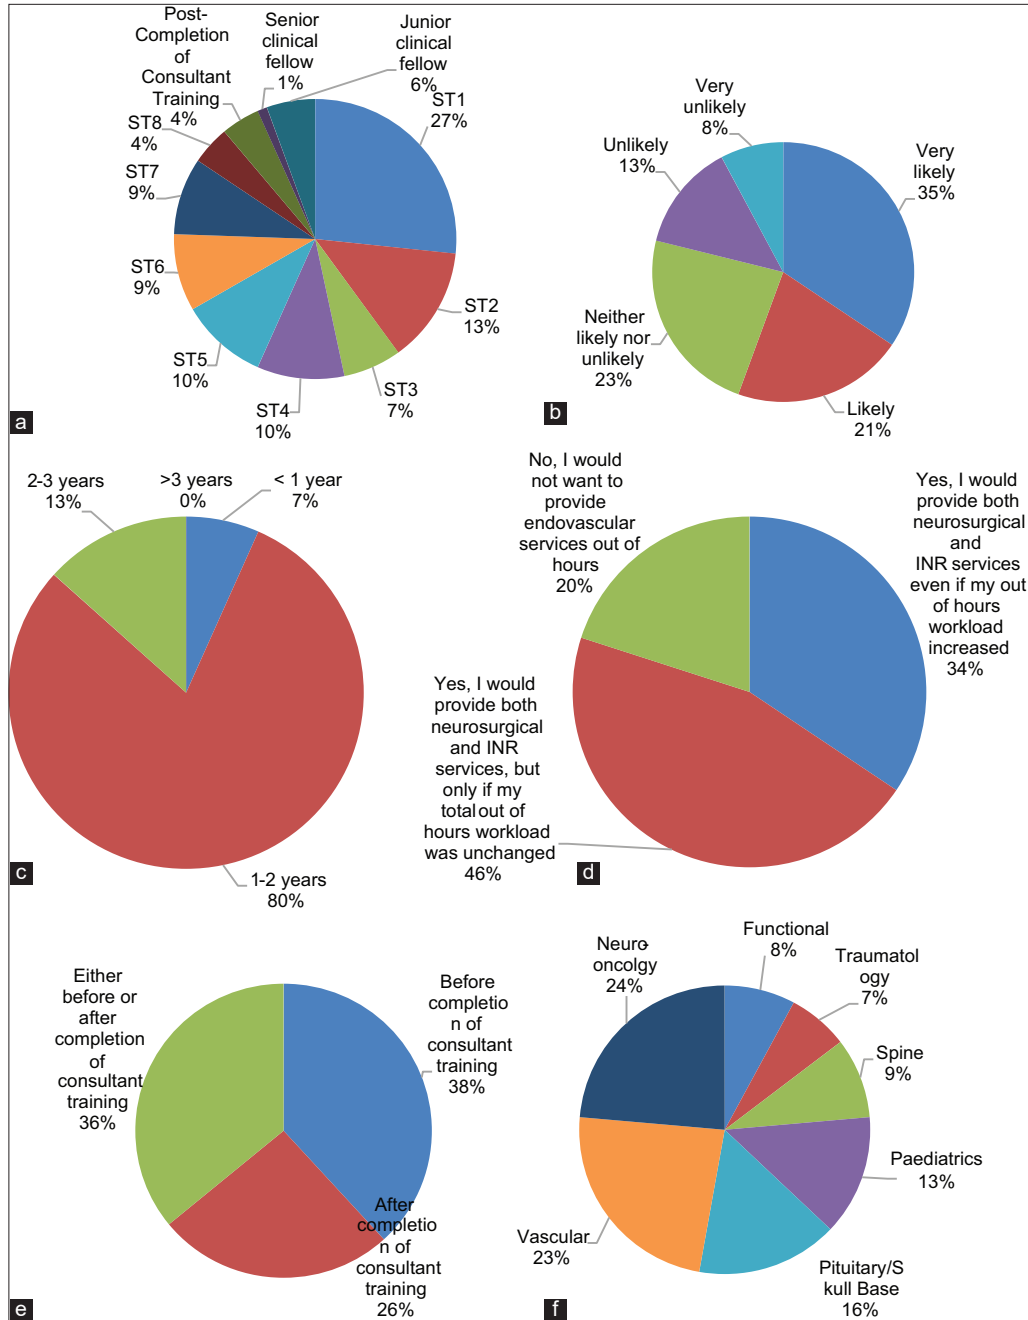 Post-
Completion
of
Consultant
Training
4%
Senior
clinical
fellow
1%
Junior
clinical
fellow
6%
ST1
27%
ST2
13%
ST3
7%
ST4
10%
ST5
10%
ST6
9%
ST7
9%
ST8
4%
a
Very
unlikely
8%
Very
likely
35%
Unlikely
13%
Neither
likely nor
unlikely
23%
Likely
21%
b
2-3 years
13%
>3 years
0%
< 1 year
7%
1-2 years
80%
c
No, I would
not want to
provide
endovascular
services out of
hours
20%
Yes, I would
provide both
neurosurgical
and
INR services
even if my out
of hours
workload
increased
34%
Yes, I would
provide both
neurosurgical
and INR
services, but
only if my
total out of
hours workload
was unchanged
46%
d
Either
before or
after
completion
of
consultant
training
36%
Before
completio
n of
consultant
training
38%
After
completio
n of
consultant
training
26%
e
Neuro-
oncolgy
24%
Functional
8%
Traumatol
ogy
7%
Spine
9%
Paediatrics
13%
Pituitary/S
kull Base
16%
Vascular
23%
f